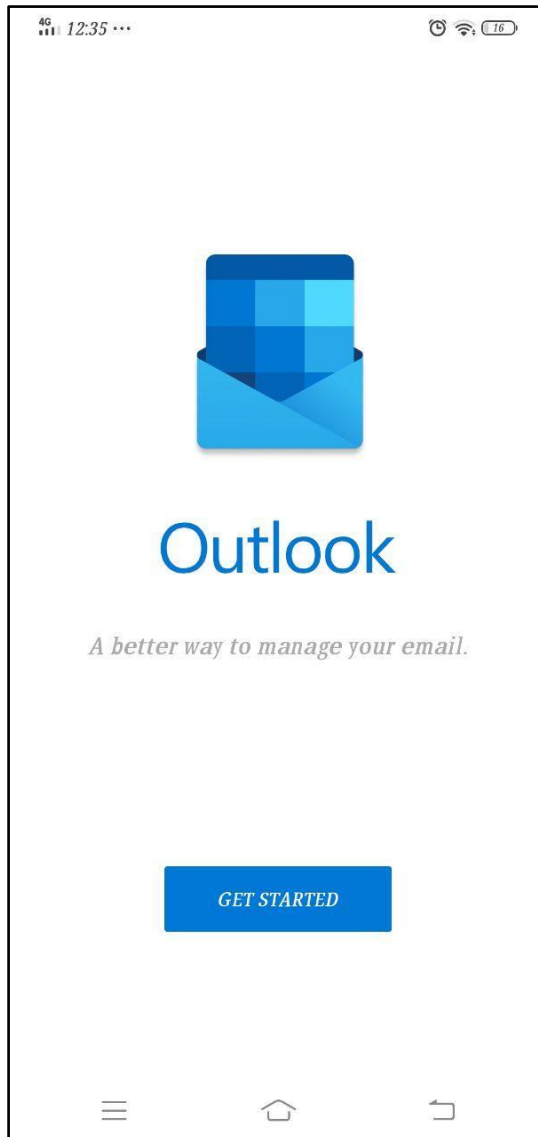 4G
12:35 ...
16
Outlook
A better way to manage your email.
GET STARTED